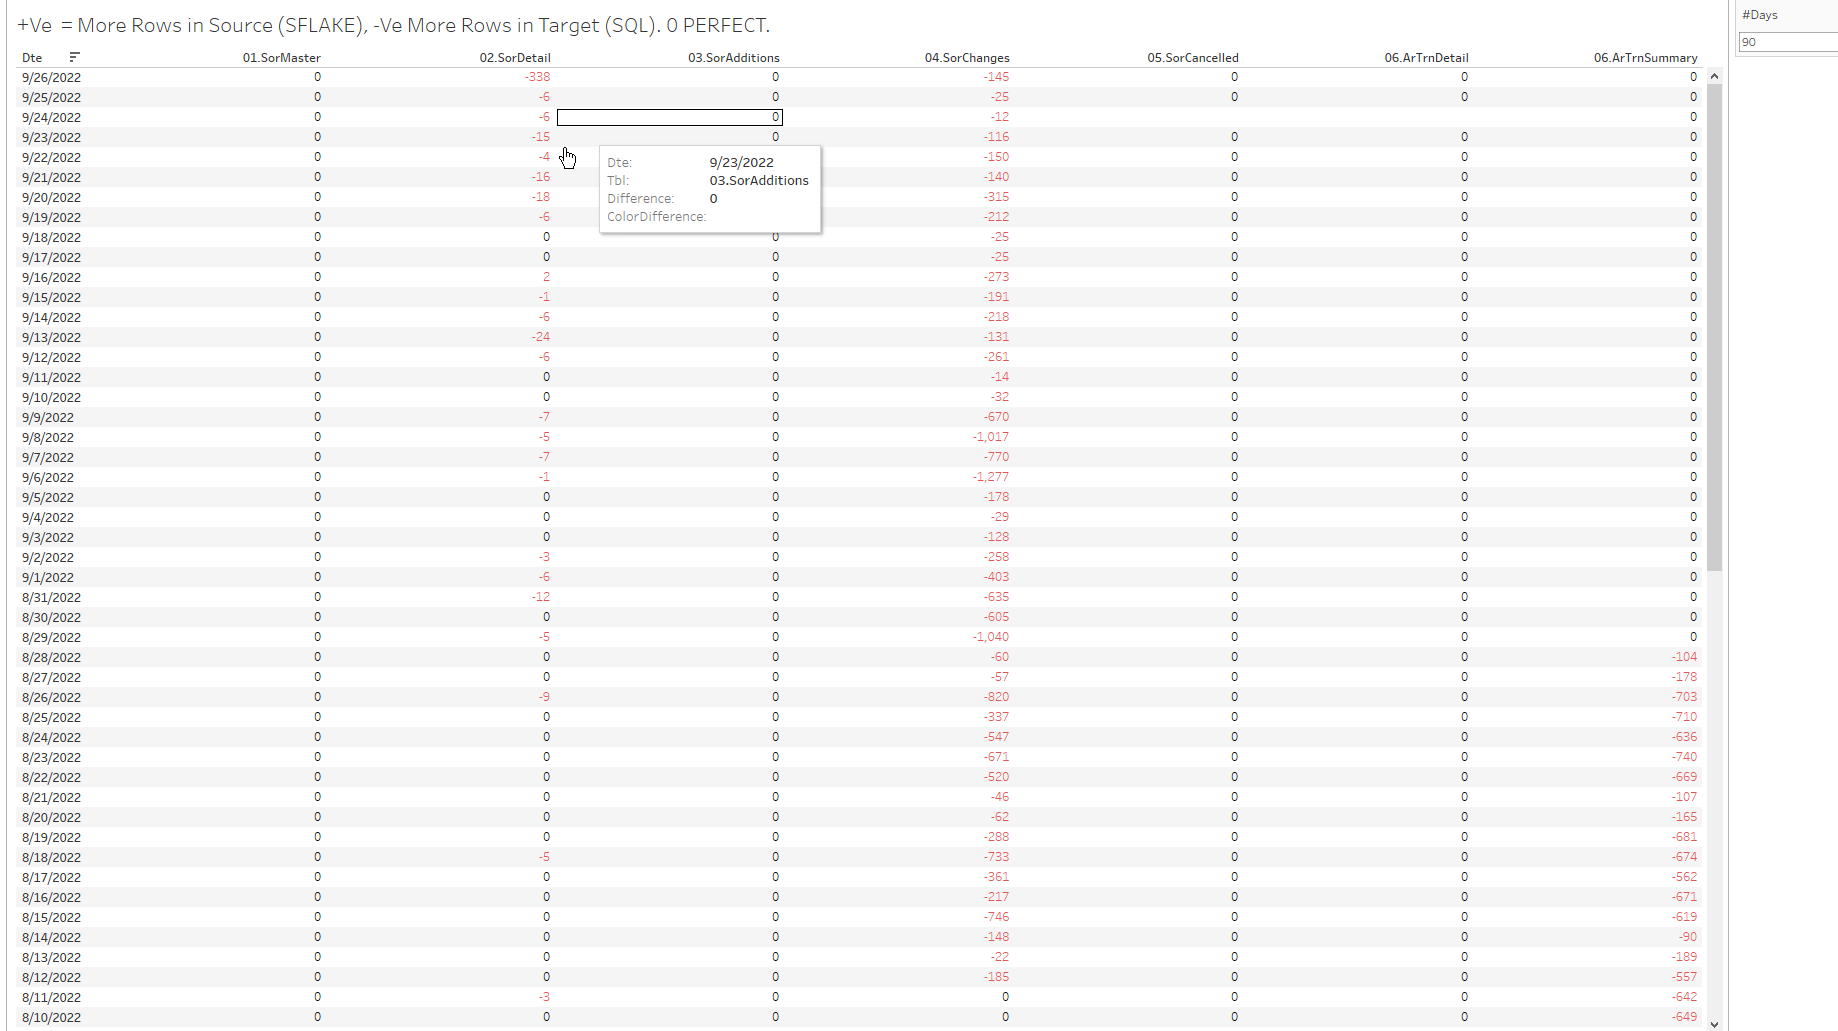 +Ve = More Rows in Source (SFLAKE), -Ve More Rows in Target (SQL). 0 PERFECT.
#Days
90
Dte 01.SorMaster 02.SorDetail 03.SorAdditions 04.SorChanges 05.SorCancelled 06.ArTrnDetail 06.ArTrnSummary
9/26/2022 0 -338 0 -145 0 0 0
9/25/2022 0 -6 0 -25 0 0 0
9/24/2022 0 -6 0 -12 0
9/23/2022 0 -15 0 -116 0 0 0
9/22/2022 0 -4 -150 0 0 0
9/21/2022 0 -16 -140 0 0 0
9/20/2022 0 -18 -315 0 0 0
9/19/2022 0 -6 -212 0 0 0
Dte: 9/23/2022
Tbl: 03.SorAdditions
Difference: 0
ColorDifference:
9/18/2022 0 0 0 -25 0 0 0
9/17/2022 0 0 0 -25 0 0 0
9/16/2022 0 2 0 -273 0 0 0
9/15/2022 0 -1 0 -191 0 0 0
9/14/2022 0 -6 0 -218 0 0 0
9/13/2022 0 -24 0 -131 0 0 0
9/12/2022 0 -6 0 -261 0 0 0
9/11/2022 0 0 0 -14 0 0 0
9/10/2022 0 0 0 -32 0 0 0
9/9/2022 0 -7 0 -670 0 0 0
9/8/2022 0 -5 0 -1,017 0 0 0
9/7/2022 0 -7 0 -770 0 0 0
9/6/2022 0 -1 0 -1,277 0 0 0
9/5/2022 0 0 0 -178 0 0 0
9/4/2022 0 0 0 -29 0 0 0
9/3/2022 0 0 0 -128 0 0 0
9/2/2022 0 -3 0 -258 0 0 0
9/1/2022 0 -6 0 -403 0 0 0
8/31/2022 0 -12 0 -635 0 0 0
8/30/2022 0 0 0 -605 0 0 0
8/29/2022 0 -5 0 -1,040 0 0 0
8/28/2022 0 0 0 -60 0 0 -104
8/27/2022 0 0 0 -57 0 0 -178
8/26/2022 0 -9 0 -820 0 0 -703
8/25/2022 0 0 0 -337 0 0 -710
8/24/2022 0 0 0 -547 0 0 -636
8/23/2022 0 0 0 -671 0 0 -740
8/22/2022 0 0 0 -520 0 0 -669
8/21/2022 0 0 0 -46 0 0 -107
8/20/2022 0 0 0 -62 0 0 -165
8/19/2022 0 0 0 -288 0 0 -681
8/18/2022 0 -5 0 -733 0 0 -674
8/17/2022 0 0 0 -361 0 0 -562
8/16/2022 0 0 0 -217 0 0 -671
8/15/2022 0 0 0 -746 0 0 -619
8/14/2022 0 0 0 -148 0 0 -90
8/13/2022 0 0 0 -22 0 0 -189
8/12/2022 0 0 0 -185 0 0 -557
8/11/2022 0 -3 0 0 0 0 -642
8/10/2022 0 0 0 0 0 0 -649